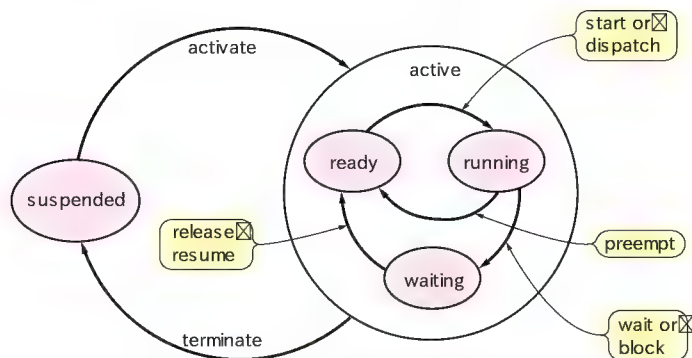 start or
dispatch
activate
active
ready
running
suspended
release
resume
preempt
waiting
wait or
block
terminate